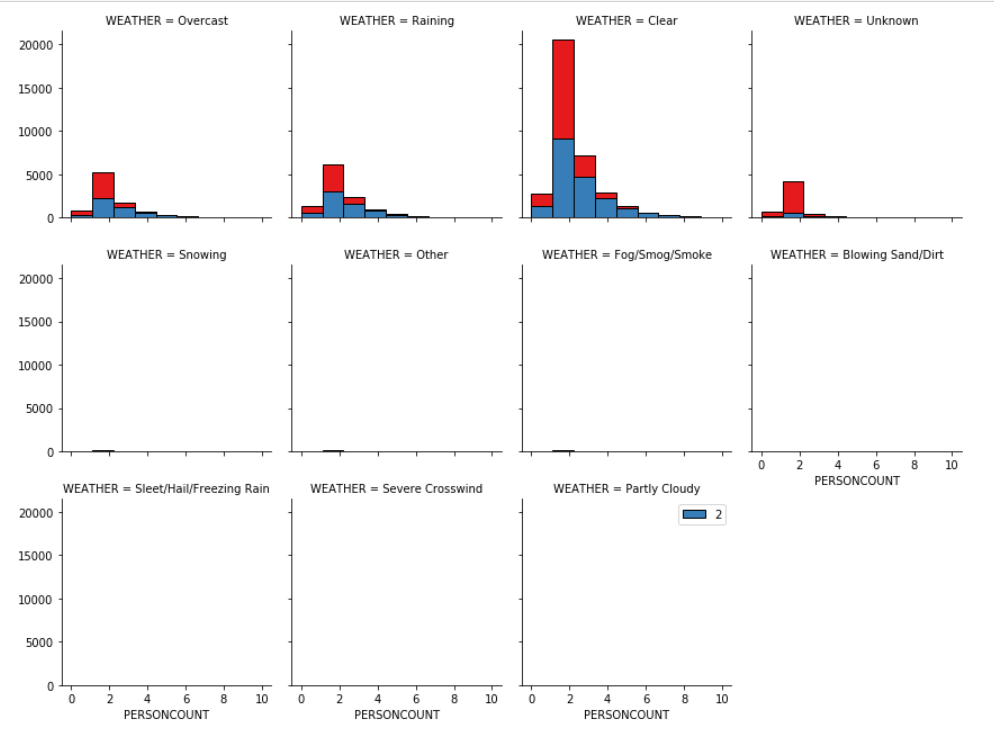 WEATHER = Overcast WEATHER = Raining WEATHER = Clear WEATHER = Unknown
20000
15000
10000
5000
0
WEATHER = Snowing WEATHER = Other WEATHER = Fog/Smog/Smoke WEATHER = Blowing Sand/Dirt
20000
15000
10000
5000
0
0 2 4 6 8 10
PERSONCOUNT
WEATHER = Sleet/Hail/Freezing Rain WEATHER = Severe Crosswind WEATHER = Partly Cloudy
20000
2
15000
10000
5000
0
0 2 4 6 8 10 0 2 4 6 8 10 0 2 4 6 8 10
PERSONCOUNT PERSONCOUNT PERSONCOUNT